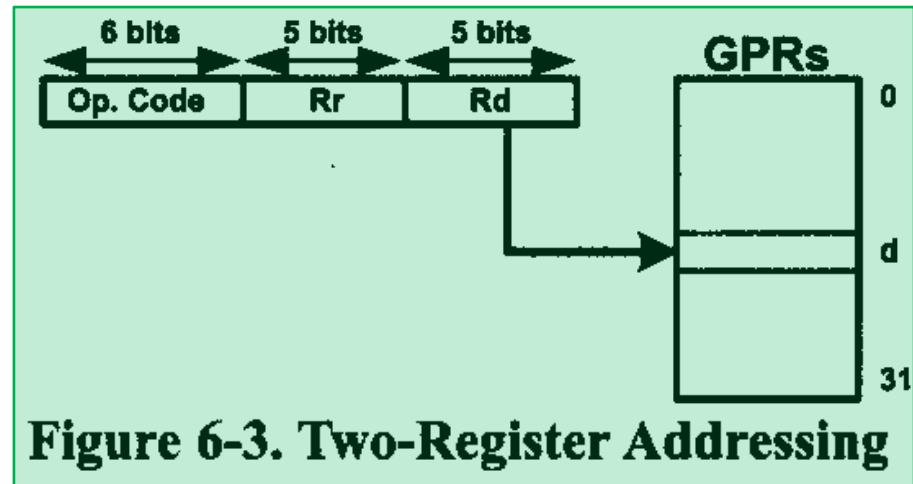 6 bits 5 bits 5 bits
GPRs
Op. Code Rr Rd
0
d
31
Figure 6-3. Two-Register Addressing